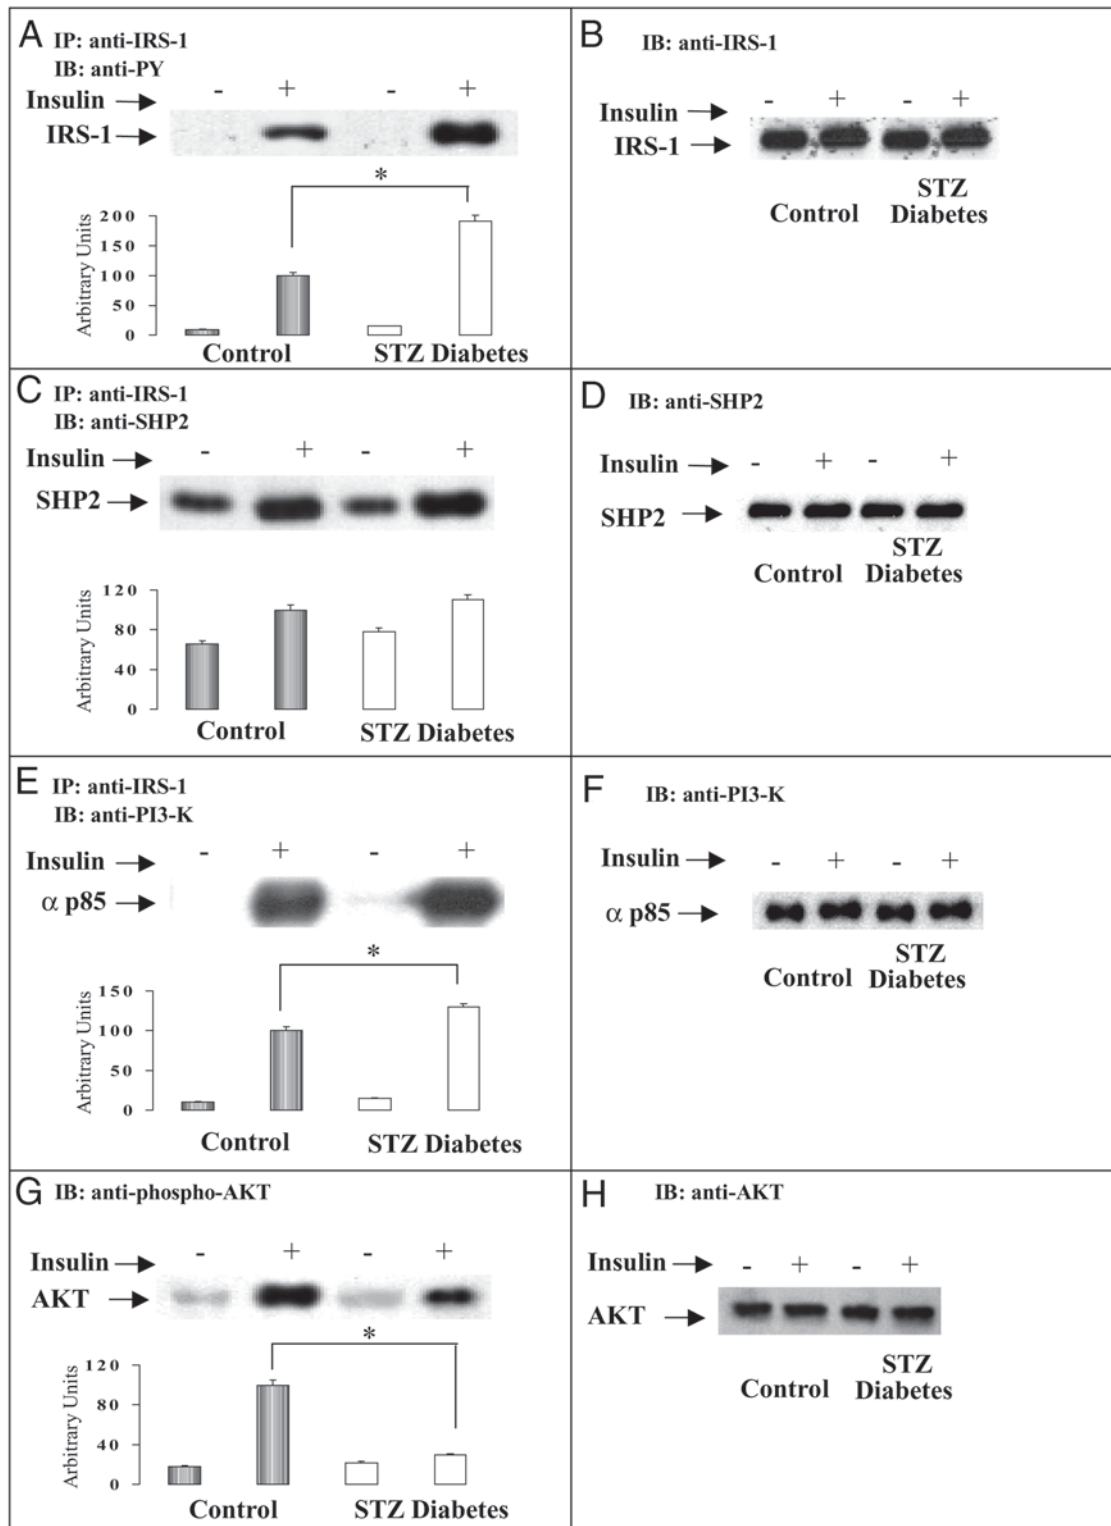 A IP: anti-IRS-1
IB: anti-PY
- + - +
Insulin
IRS-1
*
200
150
100
50
0
Arbitrary Units
Control STZ Diabetes
B IB: anti-IRS-1
- + - +
Insulin
IRS-1
STZ
Control Diabetes
C IP: anti-IRS-1
IB: anti-SHP2
- + - +
Insulin
SHP2
120
80
40
0
Arbitrary Units
Control STZ Diabetes
D IB: anti-SHP2
Insulin
- + - +
SHP2
STZ
Control Diabetes
E IP: anti-IRS-1
IB: anti-PI3-K
Insulin - + - +
α p85
*
150
100
50
0
Arbitrary Units
Control STZ Diabetes
F IB: anti-PI3-K
Insulin - + - +
α p85
STZ
Control Diabetes
G IB: anti-phospho-AKT
Insulin - + - +
AKT
*
120
80
40
0
Arbitrary Units
Control STZ Diabetes
H IB: anti-AKT
Insulin - + - +
AKT
STZ
Control Diabetes